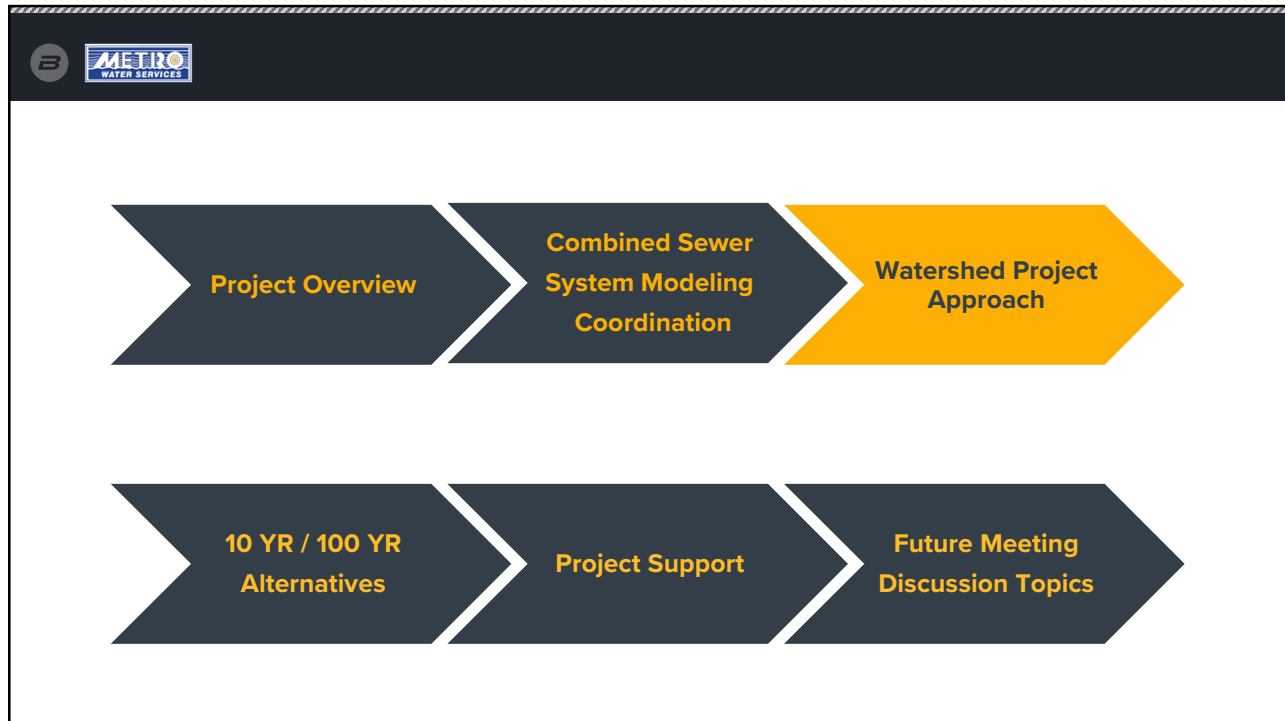 B
METRO
WATER SERVICES
Project Overview
Combined Sewer
System Modeling
Coordination
Watershed Project
Approach
10 YR / 100 YR
Alternatives
Project Support
Future Meeting
Discussion Topics